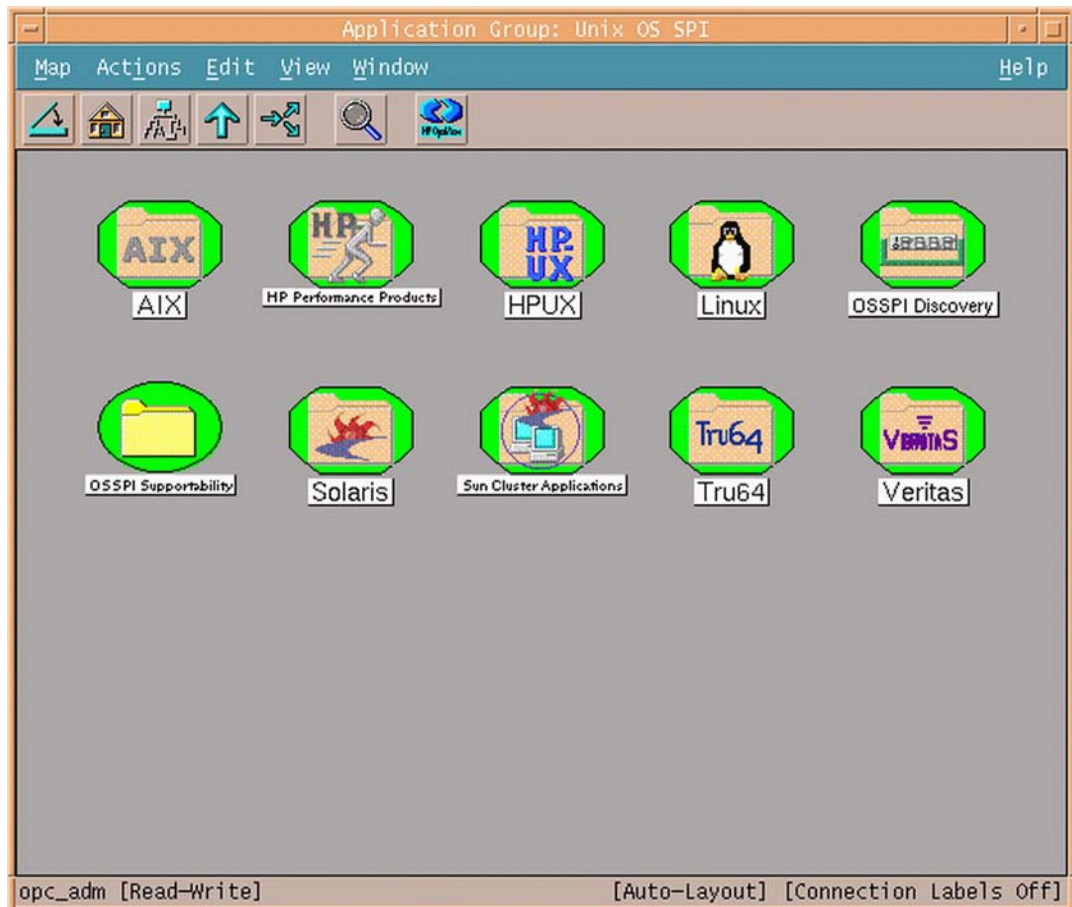 Application Group: Unix OS SPI
Map Actions Edit View Window Help
HP OpenView
AIX HP HP-UX
AIX HP Performance Products HPUX Linux OSSPI Discovery
Tru64 VERITAS
OSSPI Supportability Solaris Sun Cluster Applications Tru64 Veritas
opc_adm [Read-Write] [Auto-Layout] [Connection Labels Off]